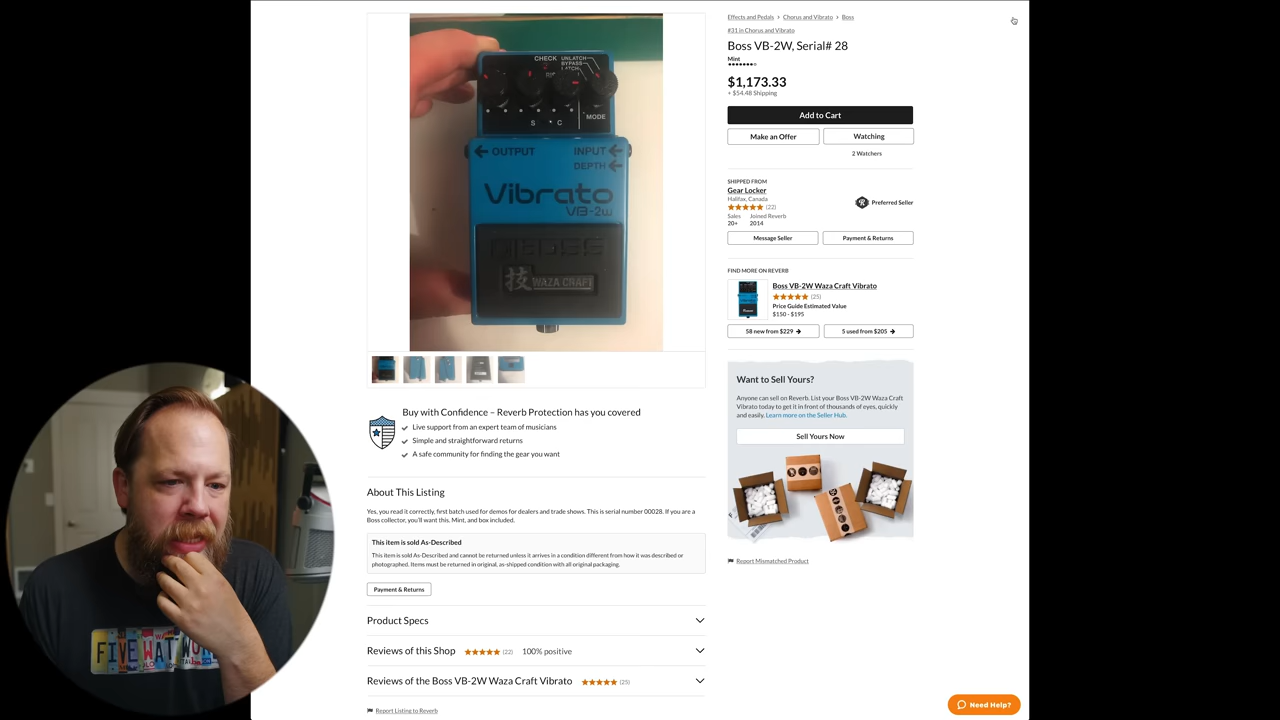 Effects and Pedals › Chorus and Vibrato › Boss
#31 in Chorus and Vibrato
Boss VB-2W, Serial# 28
Mint
$1,173.33
+ $54.48 Shipping
Add to Cart
Make an Offer
Watching
2 Watchers
SHIPPED FROM
Gear Locker
Halifax, Canada
(22)
Preferred Seller
Sales
20+
Joined Reverb
2014
Message Seller
Payment & Returns
FIND MORE ON REVERB
Boss VB-2W Waza Craft Vibrato
(25)
Price Guide Estimated Value
$150 - $195
58 new from $229 →
5 used from $205 →
Want to Sell Yours?
Anyone can sell on Reverb. List your Boss VB-2W Waza Craft
Vibrato today to get it in front of thousands of eyes, quickly
and easily. Learn more on the Seller Hub.
Sell Yours Now
Report Mismatched Product
CHECK
UNLATCH
BYPASS
LATCH
MODE
S C
OUTPUT
INPUT
DEPTH
Vibrato
VB-2w
BOSS
技 WAZA CRAFT
Buy with Confidence – Reverb Protection has you covered
Live support from an expert team of musicians
Simple and straightforward returns
A safe community for finding the gear you want
About This Listing
Yes, you read it correctly, first batch used for demos for dealers and trade shows. This is serial number 00028. If you are a
Boss collector, you'll want this. Mint, and box included.
This item is sold As-Described
This item is sold As-Described and cannot be returned unless it arrives in a condition different from how it was described or
photographed. Items must be returned in original, as-shipped condition with all original packaging.
Payment & Returns
Product Specs
Reviews of this Shop (22) 100% positive
Reviews of the Boss VB-2W Waza Craft Vibrato (25)
Report Listing to Reverb
Need Help?
FIVE WAT WOR